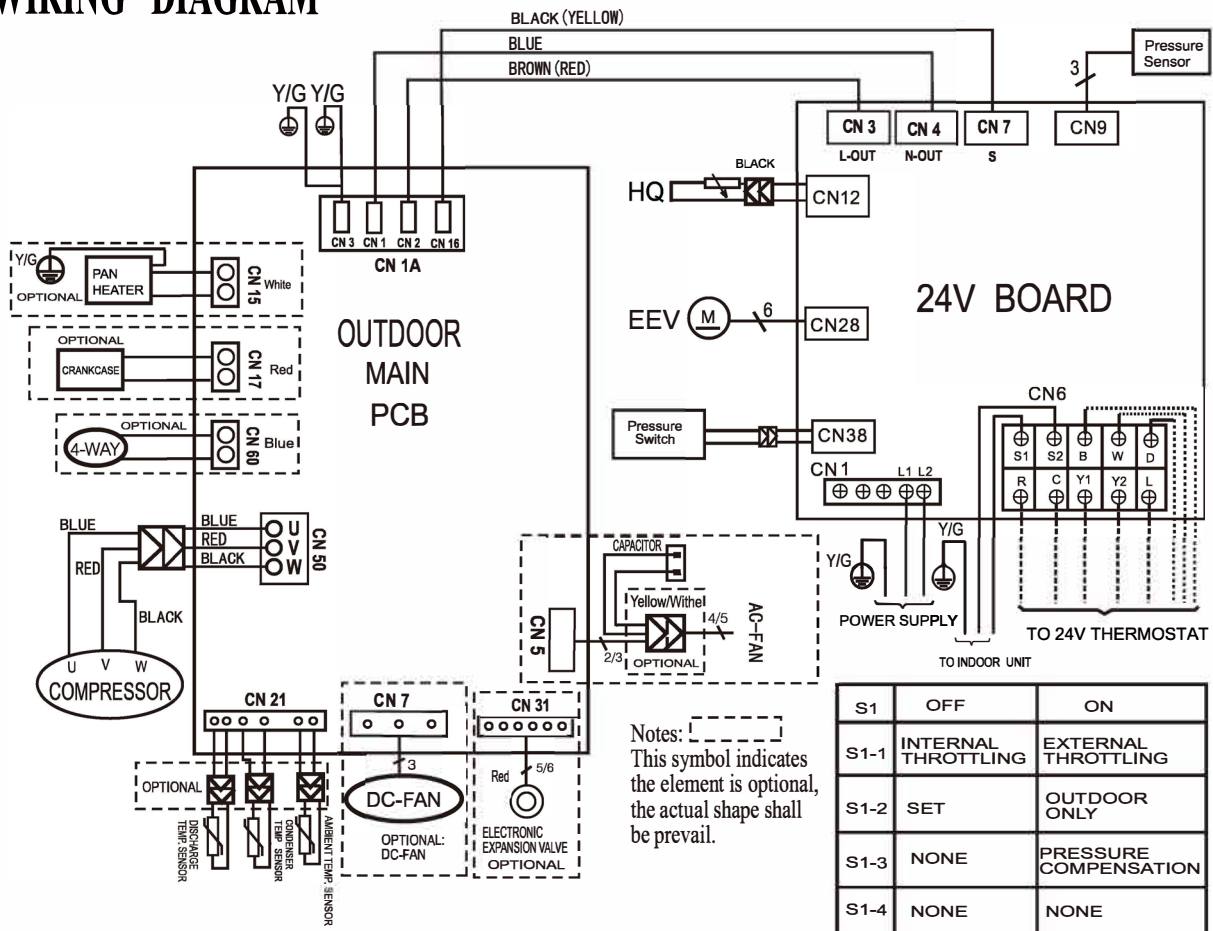 WIRING DIAGRAM
BLACK (YELLOW)
BLUE
BROWN (RED)
Pressure
Sensor
3
Y/G Y/G
CN 3
CN 4
CN 7
CN9
L-OUT
N-OUT
S
BLACK
HQ
CN12
CN 3 CN 1 CN 2 CN 16
CN 1A
Y/G
PAN
HEATER
OPTIONAL
CN 15
White
OUTDOOR
MAIN
PCB
24V BOARD
EEV
M
6
CN28
OPTIONAL
CRANKCASE
CN 17
Red
OPTIONAL
4-WAY
CN 60
Blue
Pressure
Switch
CN38
CN6
S1 S2 B W D
R C Y1 Y2 L
CN 1
L1 L2
BLUE
RED
BLACK
BLUE
RED
BLACK
U
V
W
CN 50
U V W
COMPRESSOR
Y/G
Y/G
POWER SUPPLY
TO INDOOR UNIT
TO 24V THERMOSTAT
CAPACITOR
Yellow/Withe
CN 5
2/3
OPTIONAL
4/5
AC-FAN
CN 21
CN 7
CN 31
OPTIONAL
DISCHARGE
TEMP. SENSOR
CONDENSER
TEMP SENSOR
AMBIENT TEMP. SENSOR
3
DC-FAN
OPTIONAL:
DC-FAN
Red
5/6
ELECTRONIC
EXPANSION VALVE
OPTIONAL
Notes:
This symbol indicates
the element is optional,
the actual shape shall
be prevail.
S1 OFF ON
S1-1 INTERNAL THROTTLING EXTERNAL THROTTLING
S1-2 SET OUTDOOR ONLY
S1-3 NONE PRESSURE COMPENSATION
S1-4 NONE NONE